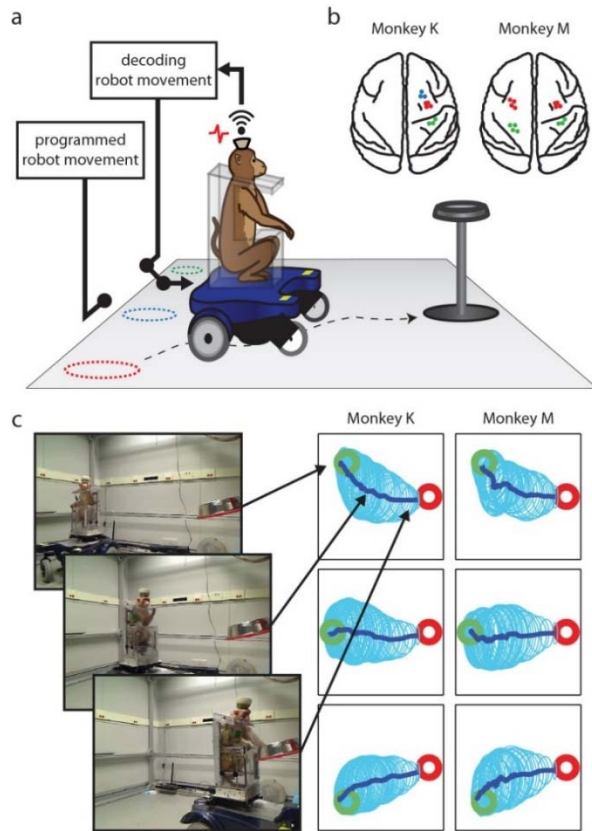 a
decoding
robot movement
programmed
robot movement
b
Monkey K
Monkey M
c
Monkey K
Monkey M